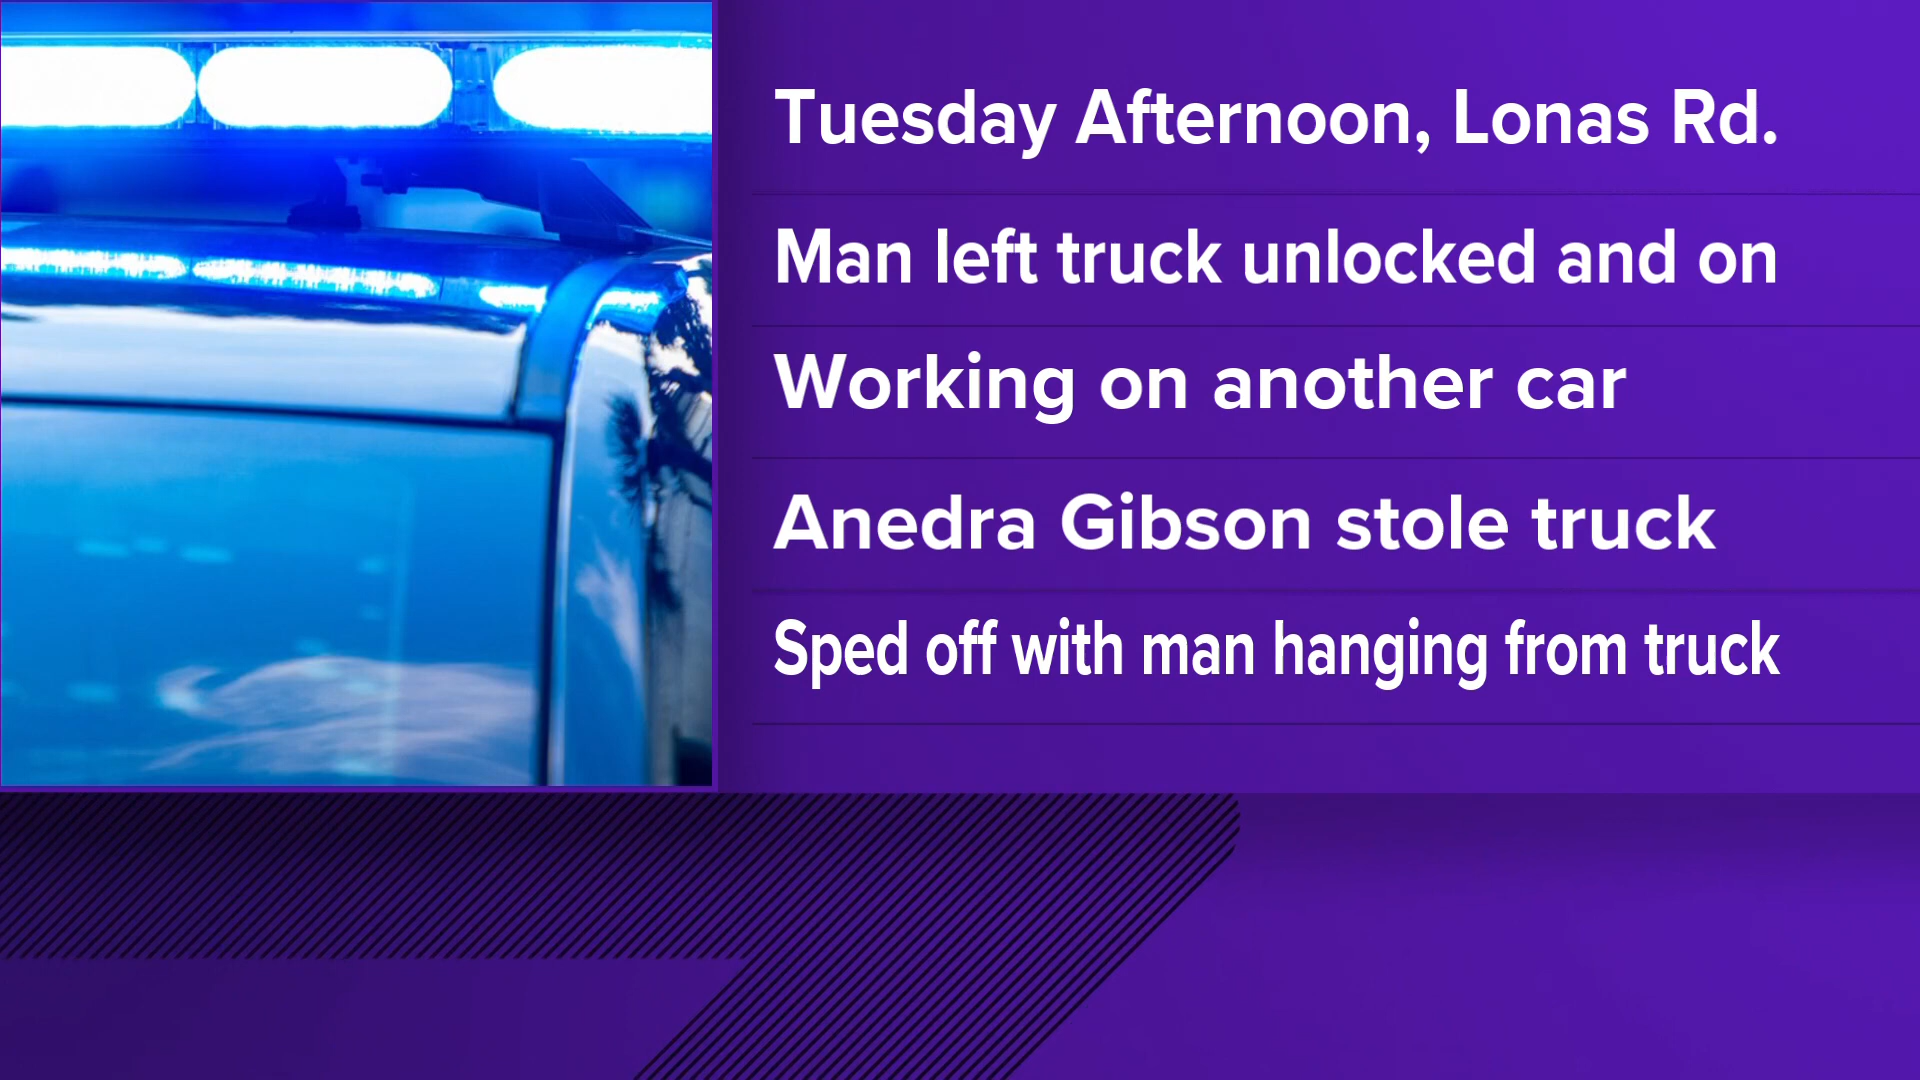 Tuesday Afternoon, Lonas Rd.
Man left truck unlocked and on
Working on another car
Anedra Gibson stole truck
Sped off with man hanging from truck